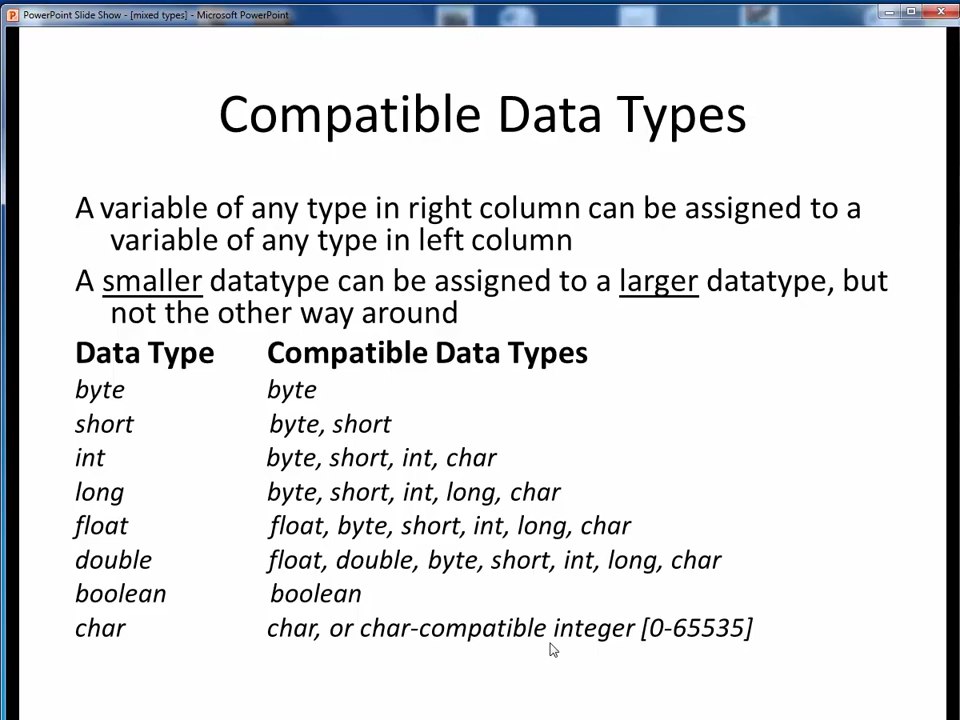 PowerPoint Slide Show - [mixed types] - Microsoft PowerPoint
Compatible Data Types
A variable of any type in right column can be assigned to a
variable of any type in left column
A smaller datatype can be assigned to a larger datatype, but
not the other way around
Data Type Compatible Data Types
byte byte
short byte, short
int byte, short, int, char
long byte, short, int, long, char
float float, byte, short, int, long, char
double float, double, byte, short, int, long, char
boolean boolean
char char, or char-compatible integer [0-65535]